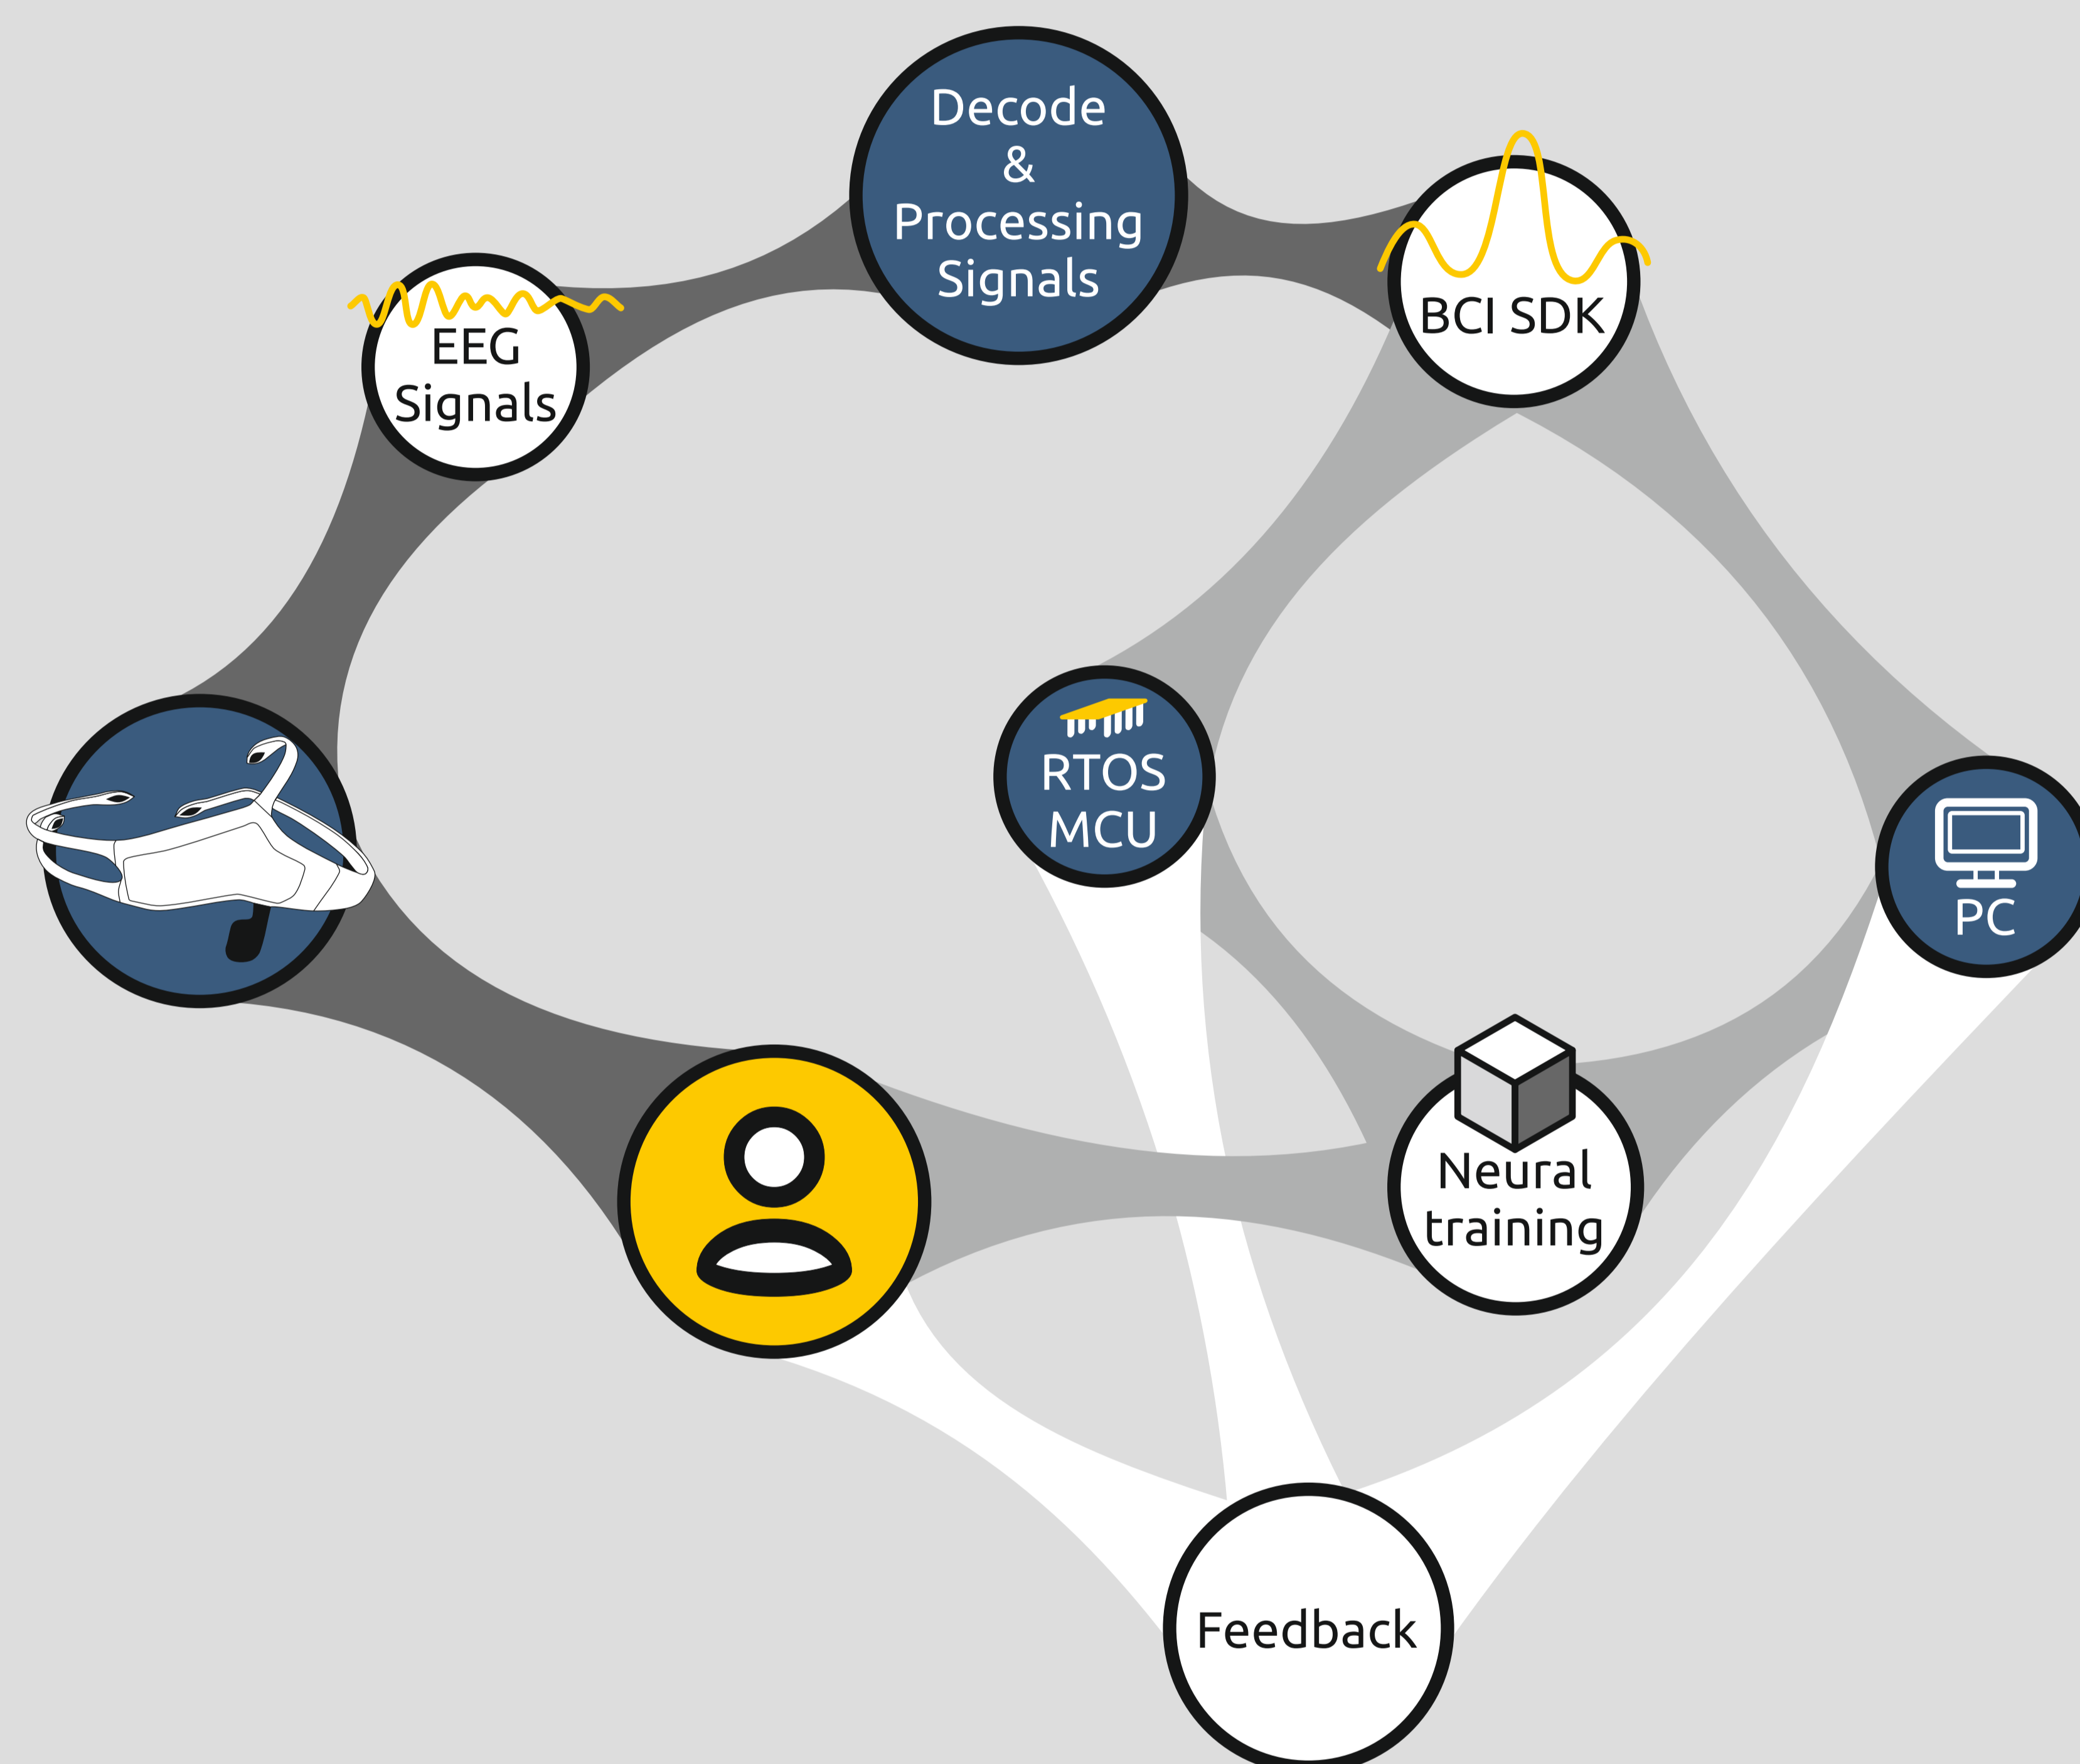 Decode
&
Processing
Signals
BCI SDK
EEG
Signals
RTOS
MCU
PC
Neural
training
Feedback